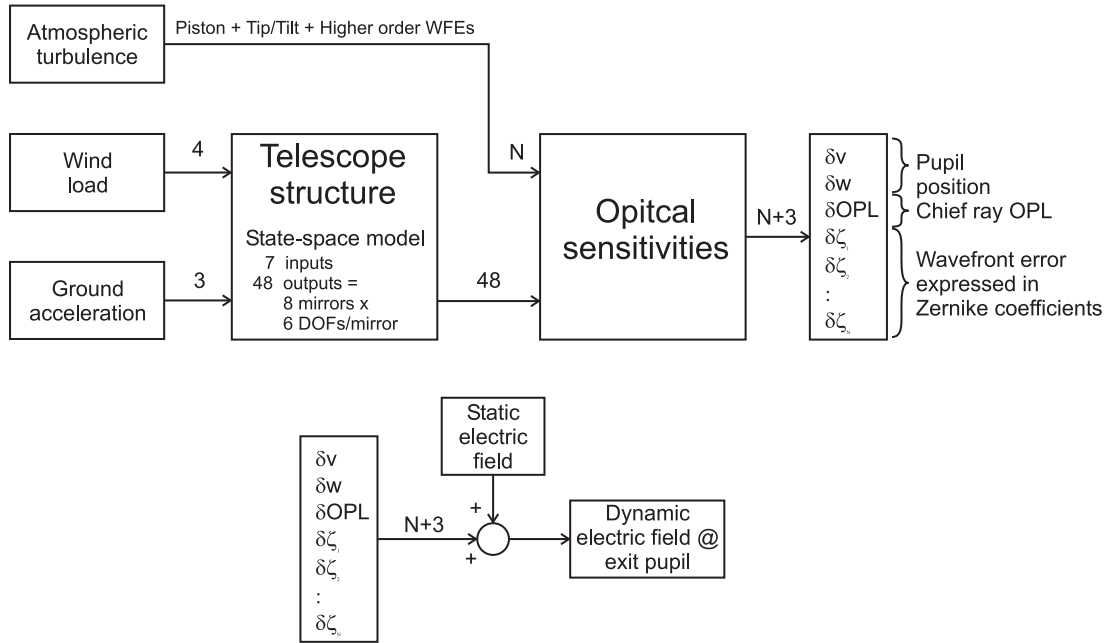 Atmospheric
turbulence
Piston + Tip/Tilt + Higher order WFEs
Wind
load
4
Ground
acceleration
3
Telescope
structure
State-space model
7 inputs
48 outputs =
8 mirrors x
6 DOFs/mirror
N
48
Opitcal
sensitivities
N+3
δv
δw
δOPL
δζ₁
δζ₂
:
δζ_N
Pupil
position
Chief ray OPL
Wavefront error
expressed in
Zernike coefficients
δv
δw
δOPL
δζ₁
δζ₂
:
δζ_N
N+3
Static
electric
field
+
+
Dynamic
electric field @
exit pupil